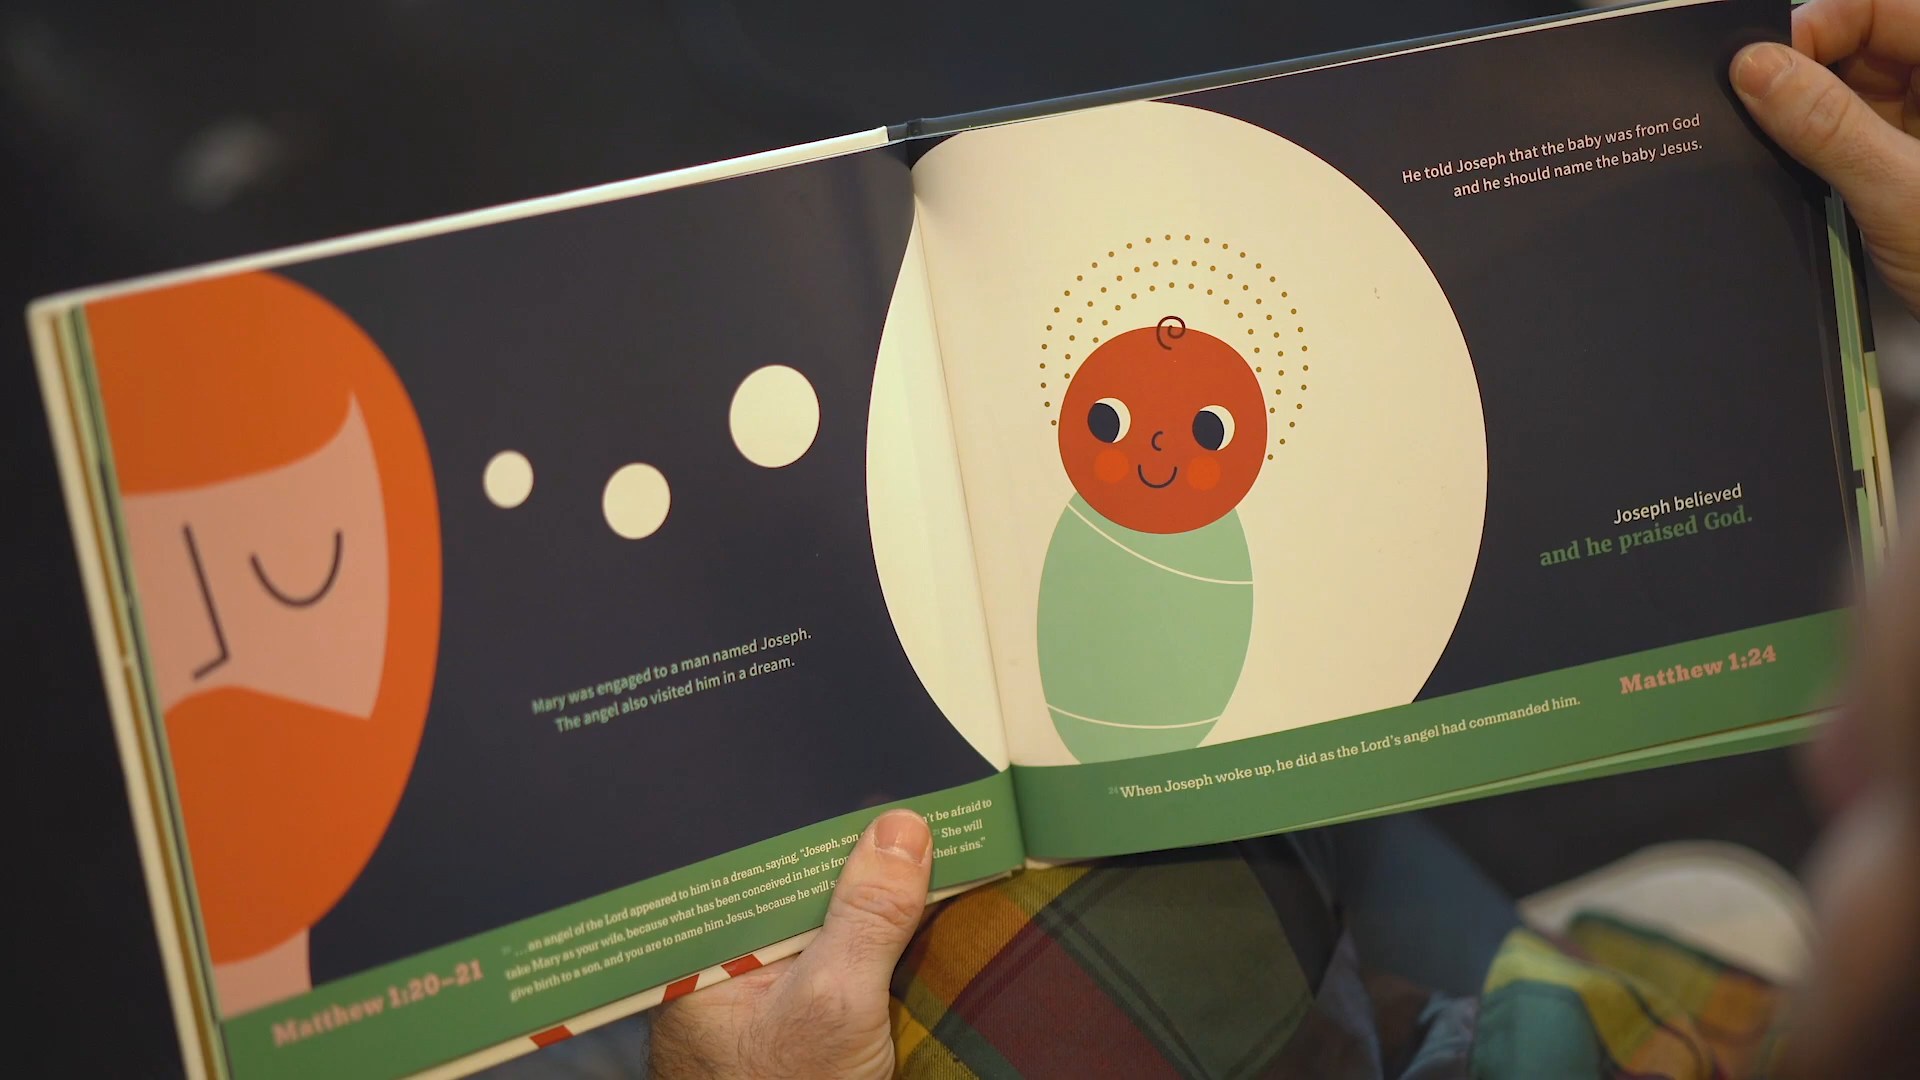 Mary was engaged to a man named Joseph.
The angel also visited him in a dream.
Matthew 1:20–21
... an angel of the Lord appeared to him in a dream, saying, “Joseph, son be afraid to
take Mary as your wife, because what has been conceived in her is She will
give birth to a son, and you are to name him Jesus, because he will their sins.”
He told Joseph that the baby was from God
and he should name the baby Jesus.
Joseph believed
and he praised God.
24 When Joseph woke up, he did as the Lord’s angel had commanded him.
Matthew 1:24